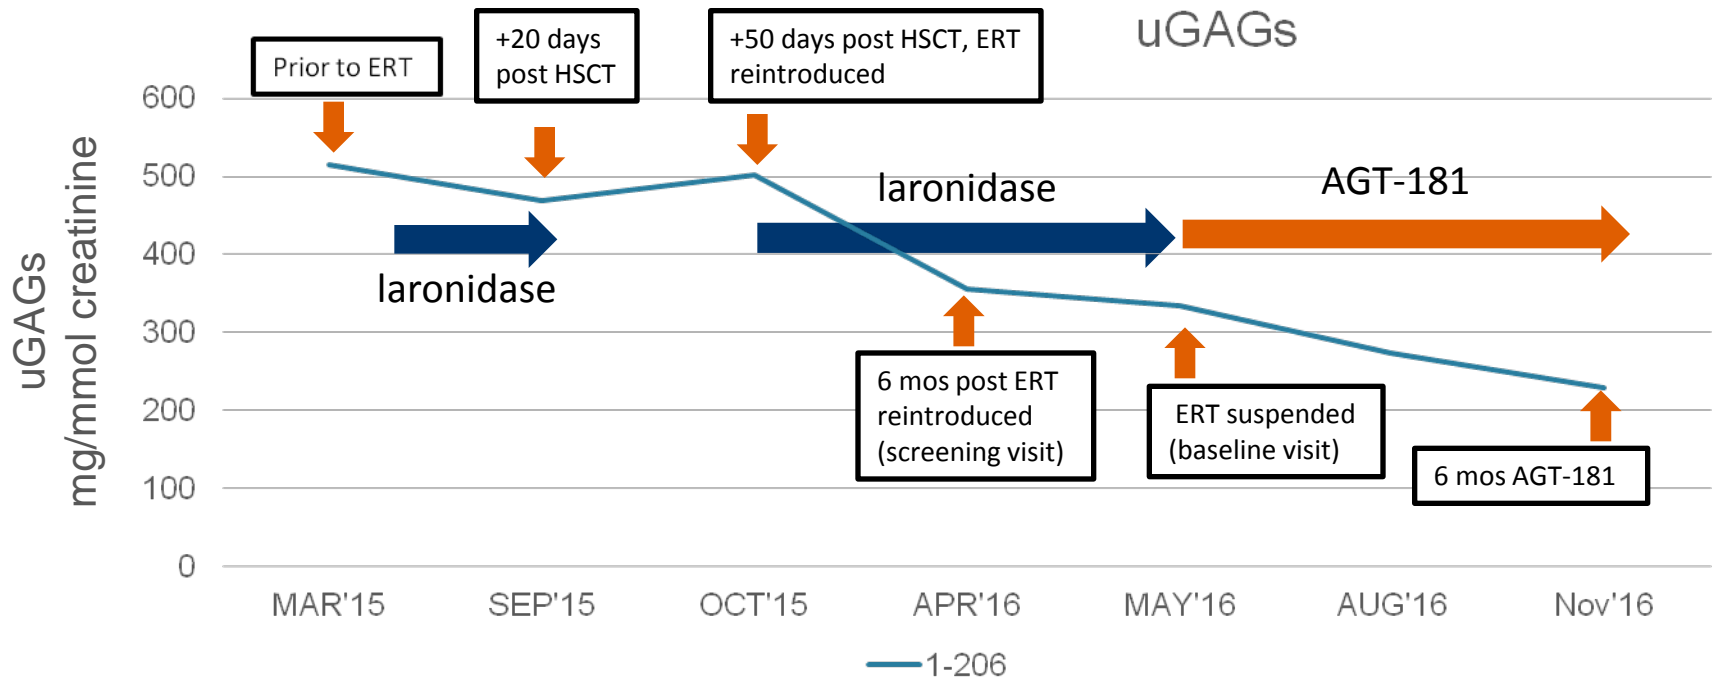 uGAGs
Prior to ERT
+20 days
post HSCT
+50 days post HSCT, ERT
reintroduced
600
500
400
300
200
100
0
uGAGs
mg/mmol creatinine
laronidase
laronidase
AGT-181
6 mos post ERT
reintroduced
(screening visit)
ERT suspended
(baseline visit)
6 mos AGT-181
MAR'15 SEP'15 OCT'15 APR'16 MAY'16 AUG'16 Nov'16
1-206